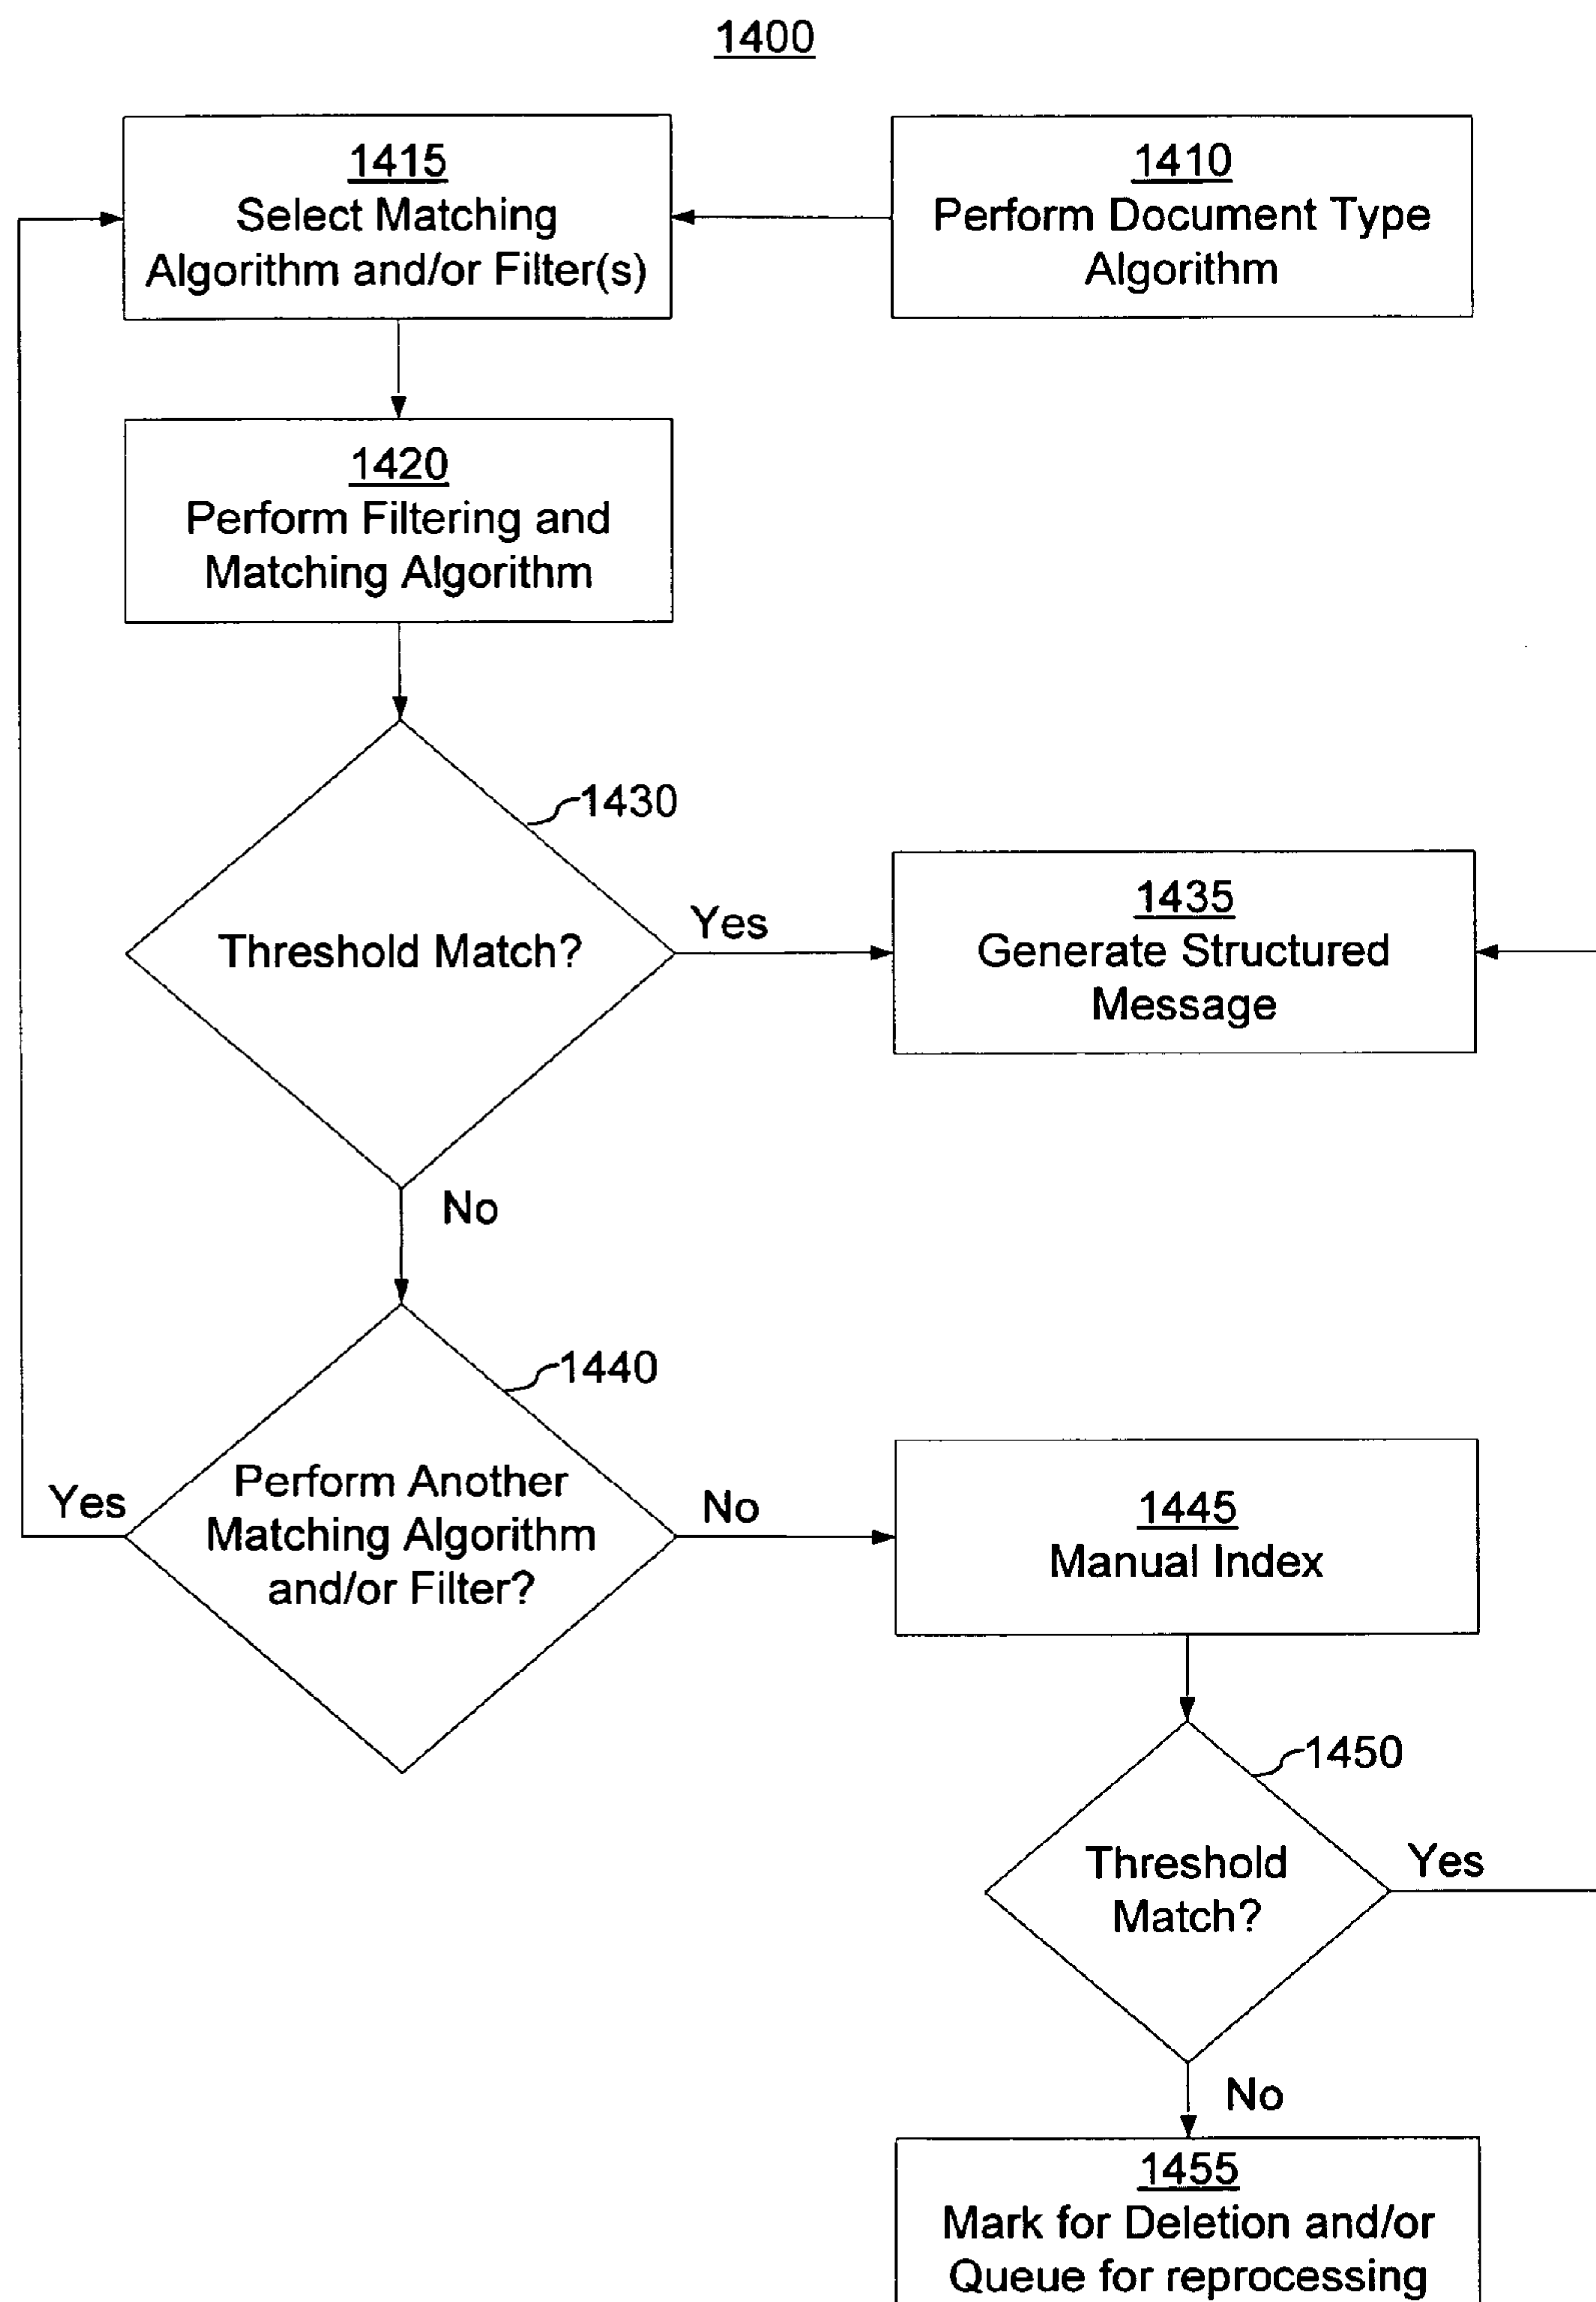 1400
1415
Select Matching
Algorithm and/or Filter(s)
1410
Perform Document Type
Algorithm
1420
Perform Filtering and
Matching Algorithm
1430
Threshold Match?
Yes
1435
Generate Structured
Message
No
1440
Perform Another
Matching Algorithm
and/or Filter?
Yes
No
1445
Manual Index
1450
Threshold
Match?
Yes
No
1455
Mark for Deletion and/or
Queue for reprocessing